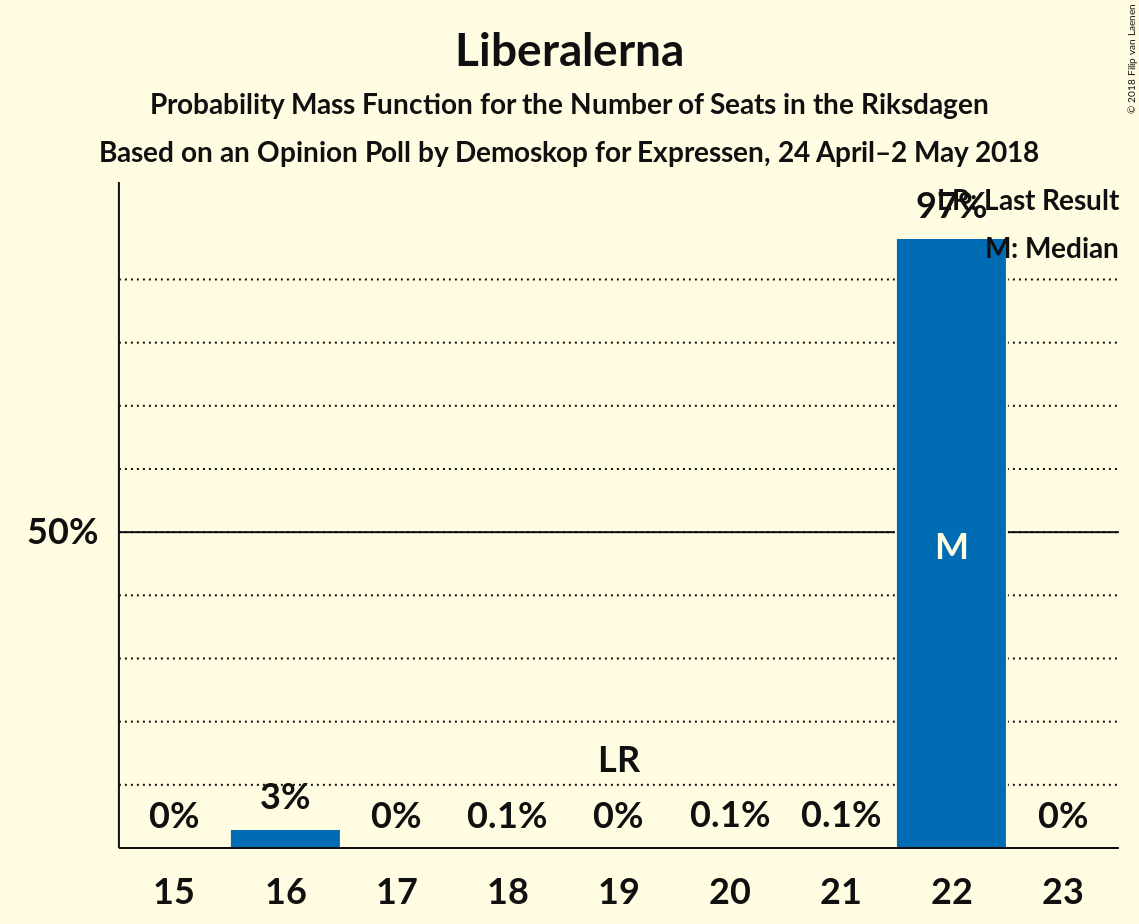 © 2018 Filip van Laenen
Liberalerna
Probability Mass Function for the Number of Seats in the Riksdagen
Based on an Opinion Poll by Demoskop for Expressen, 24 April–2 May 2018
LR: Last Result
97%
M: Median
50%
M
LR
0%
3%
0%
0.1%
0%
0.1%
0.1%
0%
15 16 17 18 19 20 21 22 23